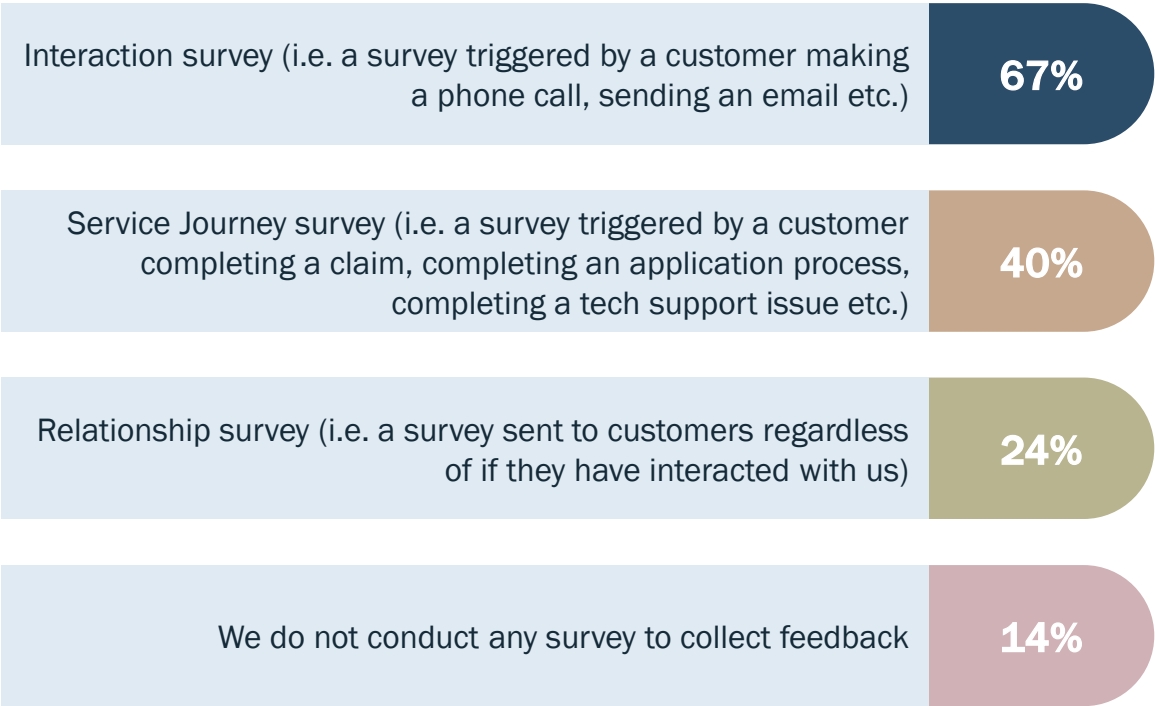 Interaction survey (i.e. a survey triggered by a customer making
a phone call, sending an email etc.)
67%
Service Journey survey (i.e. a survey triggered by a customer
completing a claim, completing an application process,
completing a tech support issue etc.)
40%
Relationship survey (i.e. a survey sent to customers regardless
of if they have interacted with us)
24%
We do not conduct any survey to collect feedback
14%